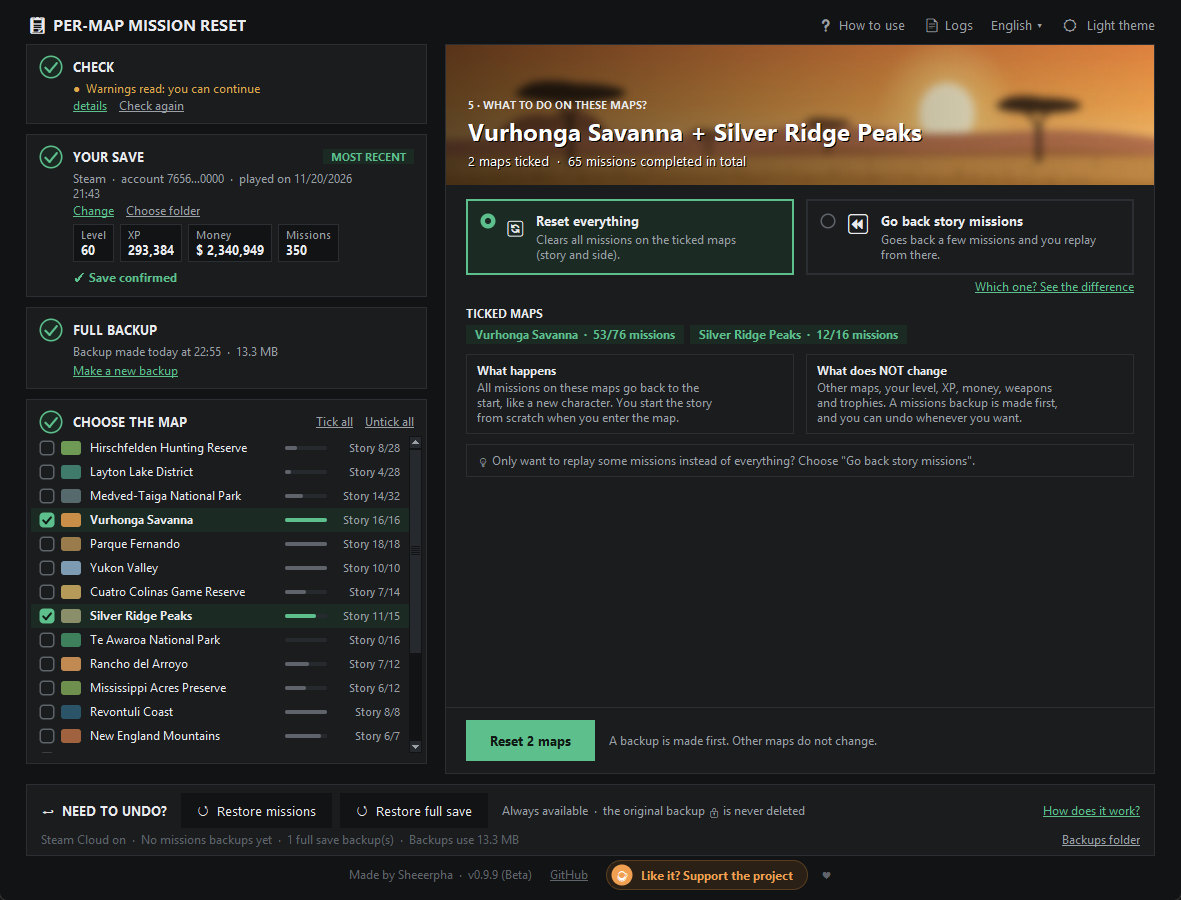 PER-MAP MISSION RESET
? How to use
Logs
English ▾
Light theme
CHECK
● Warnings read: you can continue
details Check again
YOUR SAVE
MOST RECENT
Steam · account 7656...0000 · played on 11/20/2026
21:43
Change Choose folder
Level
60
XP
293,384
Money
$ 2,340,949
Missions
350
✓ Save confirmed
FULL BACKUP
Backup made today at 22:55 · 13.3 MB
Make a new backup
CHOOSE THE MAP
Tick all Untick all
Hirschfelden Hunting Reserve Story 8/28
Layton Lake District Story 4/28
Medved-Taiga National Park Story 14/32
Vurhonga Savanna Story 16/16
Parque Fernando Story 18/18
Yukon Valley Story 10/10
Cuatro Colinas Game Reserve Story 7/14
Silver Ridge Peaks Story 11/15
Te Awaroa National Park Story 0/16
Rancho del Arroyo Story 7/12
Mississippi Acres Preserve Story 6/12
Revontuli Coast Story 8/8
New England Mountains Story 6/7
5 · WHAT TO DO ON THESE MAPS?
Vurhonga Savanna + Silver Ridge Peaks
2 maps ticked · 65 missions completed in total
Reset everything
Clears all missions on the ticked maps
(story and side).
Go back story missions
Goes back a few missions and you replay
from there.
Which one? See the difference
TICKED MAPS
Vurhonga Savanna · 53/76 missions
Silver Ridge Peaks · 12/16 missions
What happens
All missions on these maps go back to the
start, like a new character. You start the story
from scratch when you enter the map.
What does NOT change
Other maps, your level, XP, money, weapons
and trophies. A missions backup is made first,
and you can undo whenever you want.
Only want to replay some missions instead of everything? Choose "Go back story missions".
Reset 2 maps
A backup is made first. Other maps do not change.
NEED TO UNDO?
Restore missions
Restore full save
Always available · the original backup is never deleted
How does it work?
Steam Cloud on · No missions backups yet · 1 full save backup(s) · Backups use 13.3 MB
Backups folder
Made by Sheeerpha · v0.9.9 (Beta)
GitHub
Like it? Support the project
♥